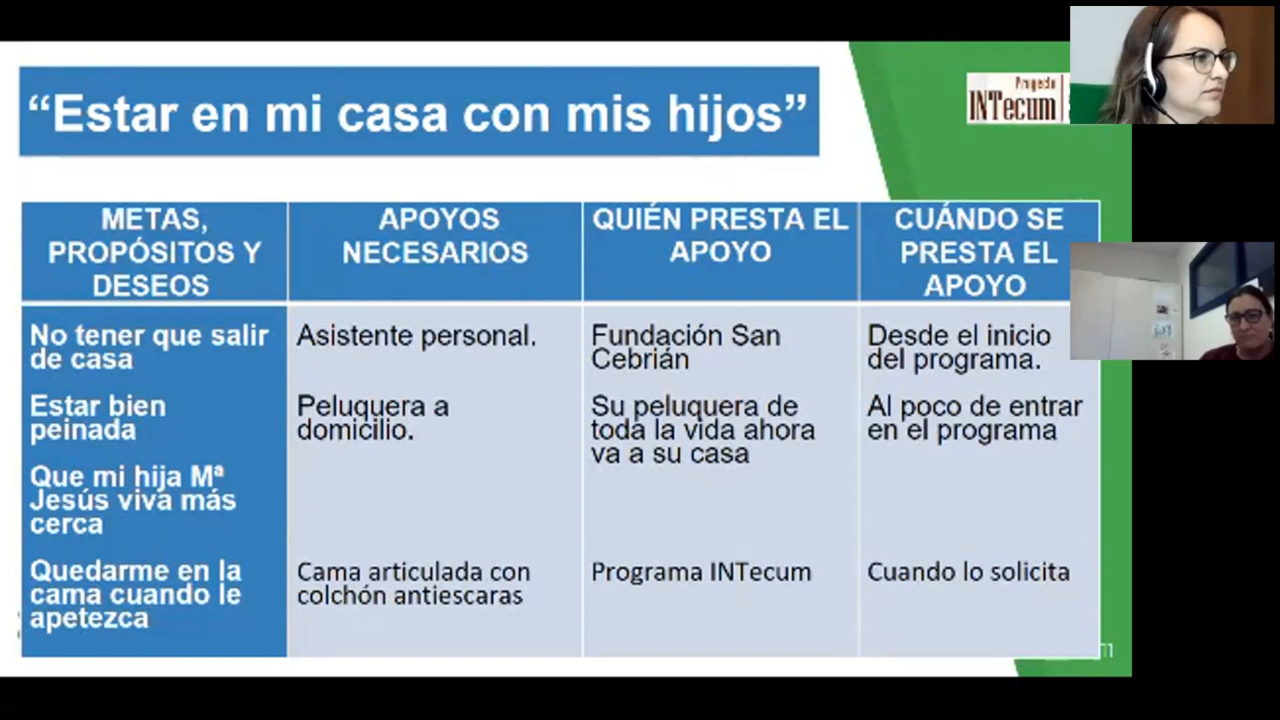 “Estar en mi casa con mis hijos”
Proyecto
INTecum
METAS,
PROPÓSITOS Y
DESEOS
APOYOS
NECESARIOS
QUIÉN PRESTA EL
APOYO
CUÁNDO SE
PRESTA EL
APOYO
No tener que salir
de casa
Asistente personal.
Fundación San
Cebrián
Desde el inicio
del programa.
Estar bien
peinada
Peluquera a
domicilio.
Su peluquera de
toda la vida ahora
va a su casa
Al poco de entrar
en el programa
Que mi hija Mª
Jesús viva más
cerca
Quedarme en la
cama cuando le
apetezca
Cama articulada con
colchón antiescaras
Programa INTecum
Cuando lo solicita
11